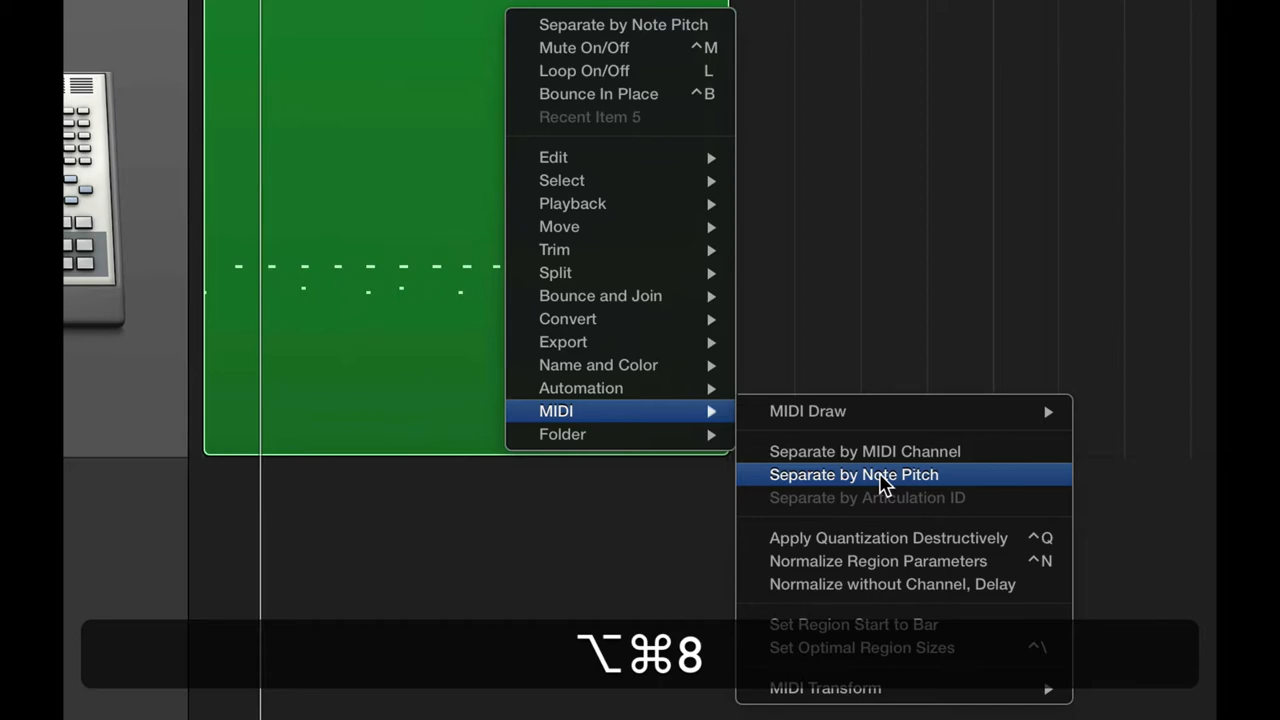 Separate by Note Pitch
Mute On/Off ^M
Loop On/Off L
Bounce In Place ^B
Recent Item 5
Edit
Select
Playback
Move
Trim
Split
Bounce and Join
Convert
Export
Name and Color
Automation
MIDI
Folder
MIDI Draw
Separate by MIDI Channel
Separate by Note Pitch
Separate by Articulation ID
Apply Quantization Destructively ^Q
Normalize Region Parameters ^N
Normalize without Channel, Delay
Set Region Start to Bar
Set Optimal Region Sizes ^\
MIDI Transform
⌥⌘8